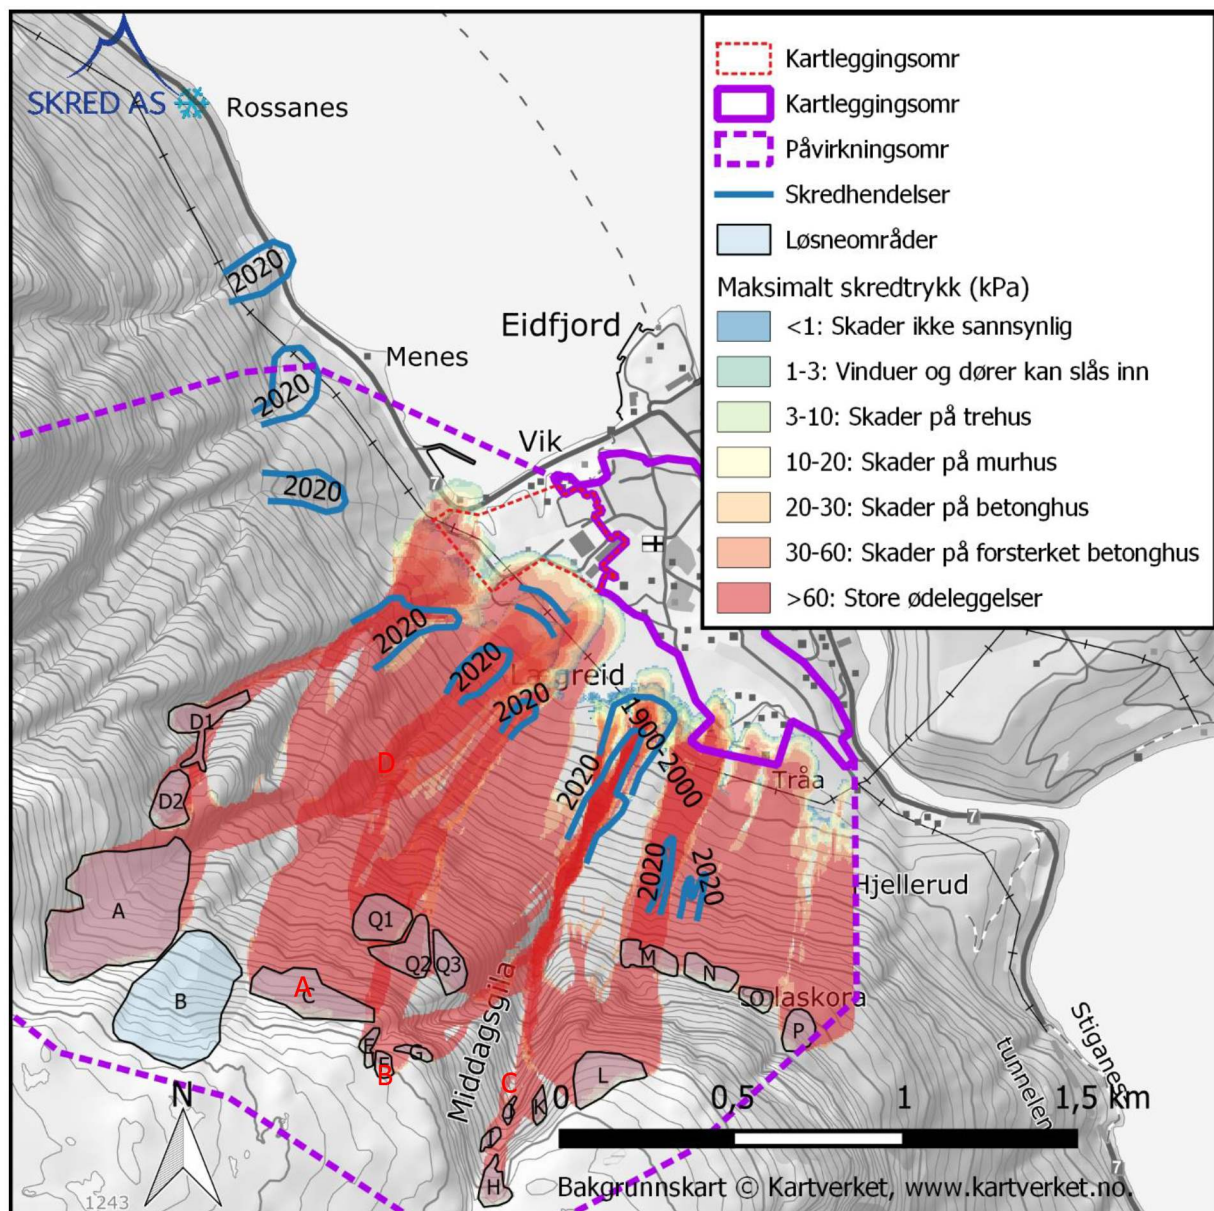 SKRED AS
Rossanes
Kartleggingsomr
Kartleggingsomr
Påvirkningsomr
Skredhendelser
Løsneområder
Maksimalt skredtrykk (kPa)
<1: Skader ikke sannsynlig
1-3: Vinduer og dører kan slås inn
3-10: Skader på trehus
10-20: Skader på murhus
20-30: Skader på betonghus
30-60: Skader på forsterket betonghus
>60: Store ødeleggelser
2020
Eidfjord
Menes
2020
Vik
7
2020
2020
2020
Lægreid
2020
1900-2000
D1
D
2020
Tråa
7
D2
2020
2020
Hjellerud
A
Q1
Q2
Q3
M
N
O
A
C
B
P
Middagsgila
Stiganes
tunnelen
F
E
G
B
L
C
N
K
0
0,5
1
1,5 km
I
H
7
Bakgrunnskart © Kartverket, www.kartverket.no.
1243